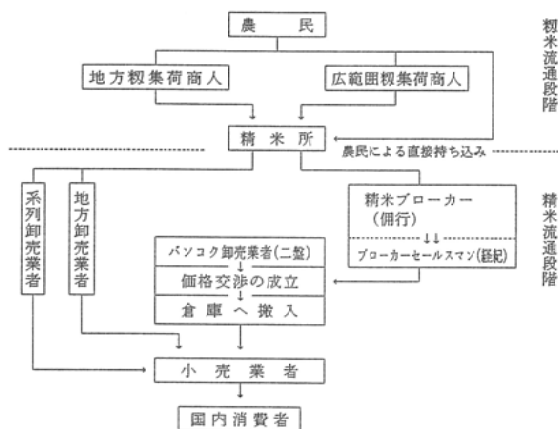 農民
籾米流通段階
地方籾集荷商人
広範囲籾集荷商人
精米所
農民による直接持ち込み
系列卸売業者
地方卸売業者
精米ブローカー
(佣行)
ブローカーセールスマン(経紀)
精米流通段階
バンコク卸売業者(二盤)
価格交渉の成立
倉庫へ搬入
小売業者
国内消費者